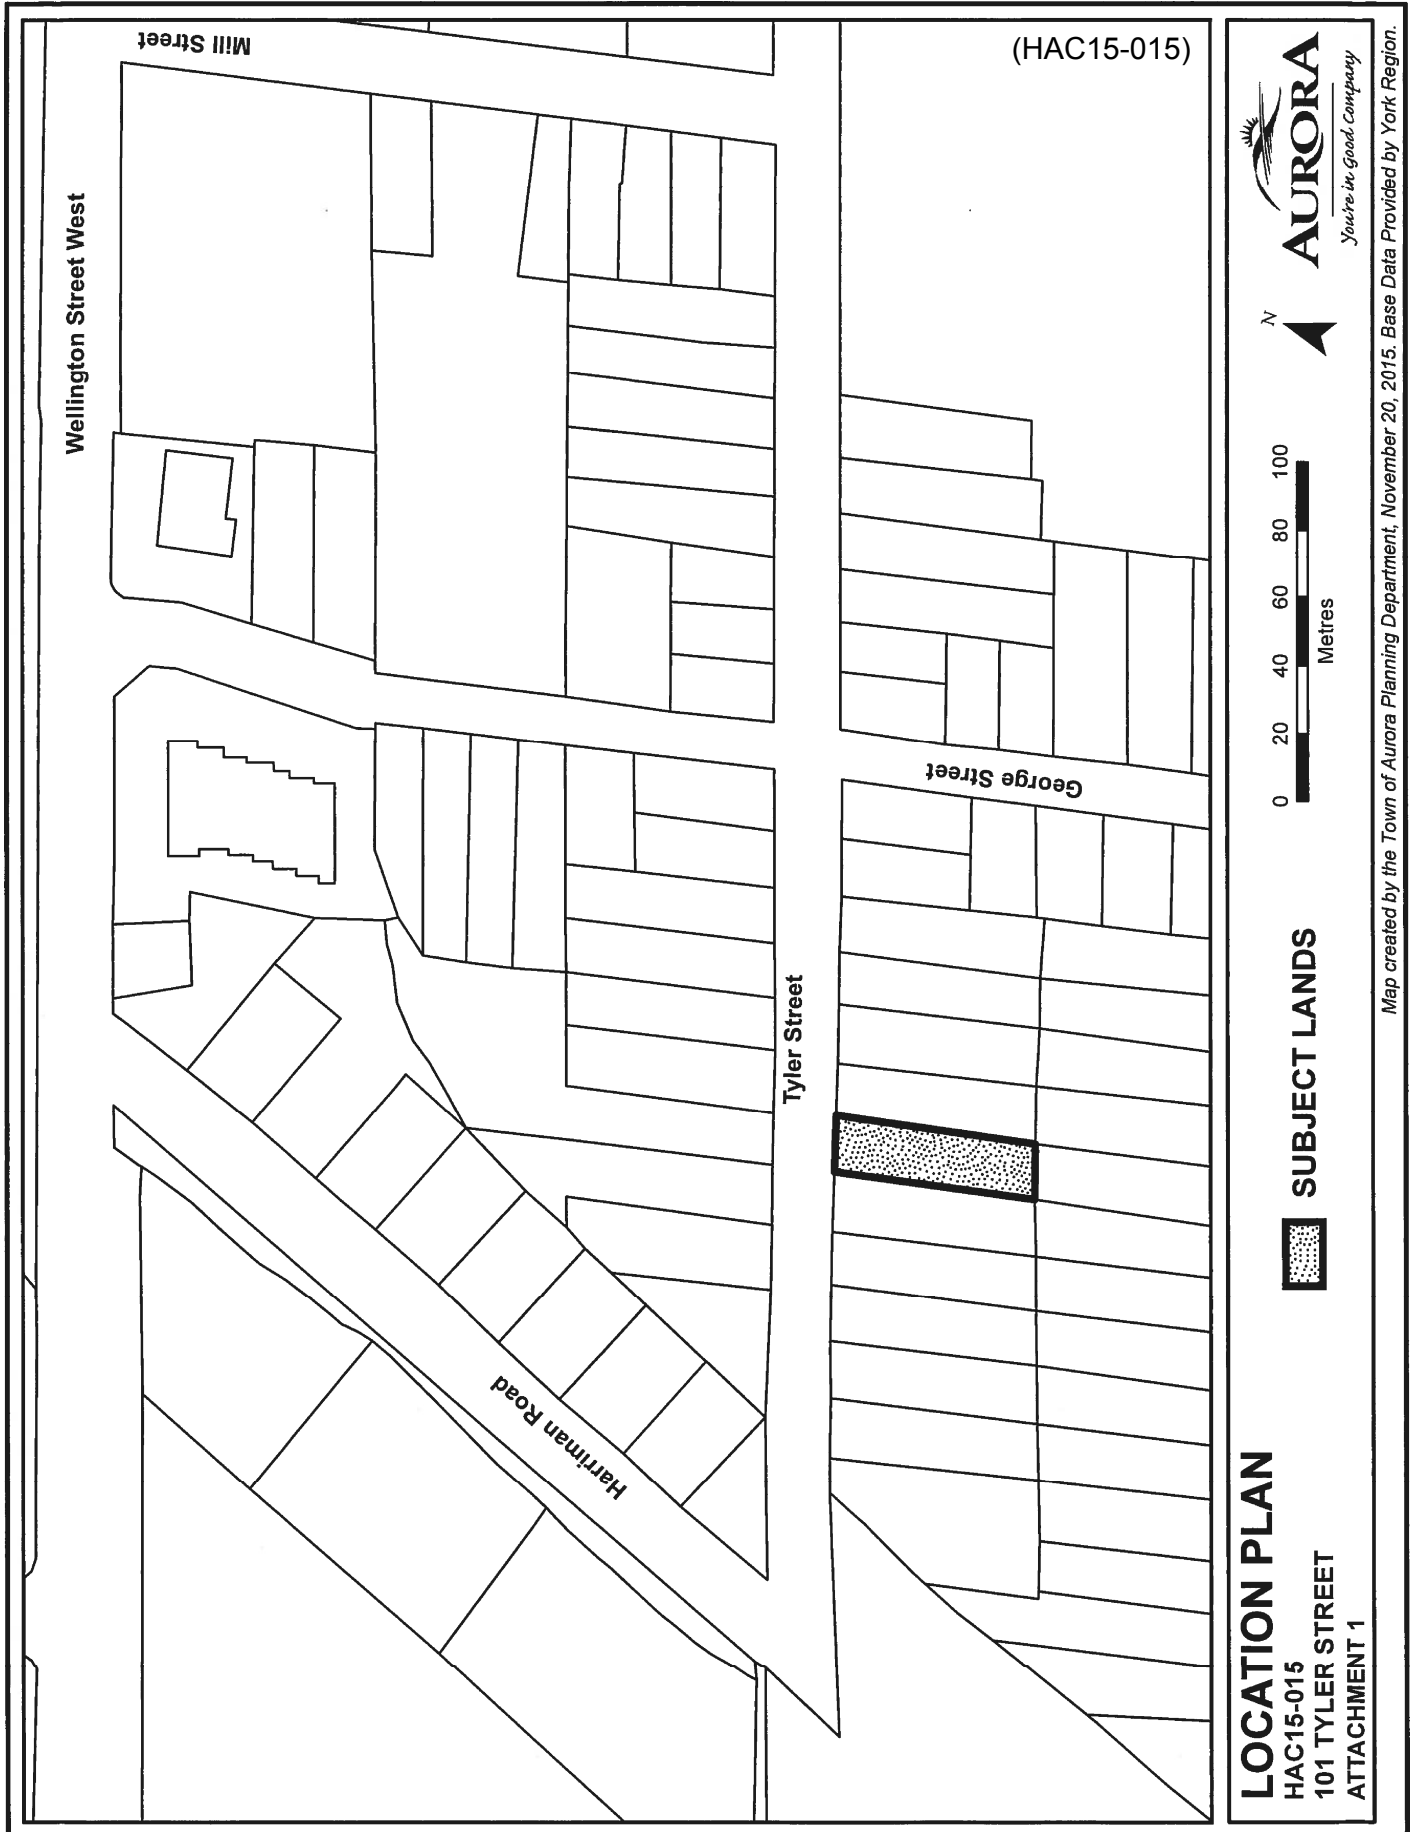 (HAC15-015)
Mill Street
Wellington Street West
George Street
Tyler Street
Harriman Road
LOCATION PLAN
HAC15-015
101 TYLER STREET
ATTACHMENT 1
SUBJECT LANDS
0 20 40 60 80 100
Metres
N
AURORA
You're in Good Company
Map created by the Town of Aurora Planning Department, November 20, 2015. Base Data Provided by York Region.